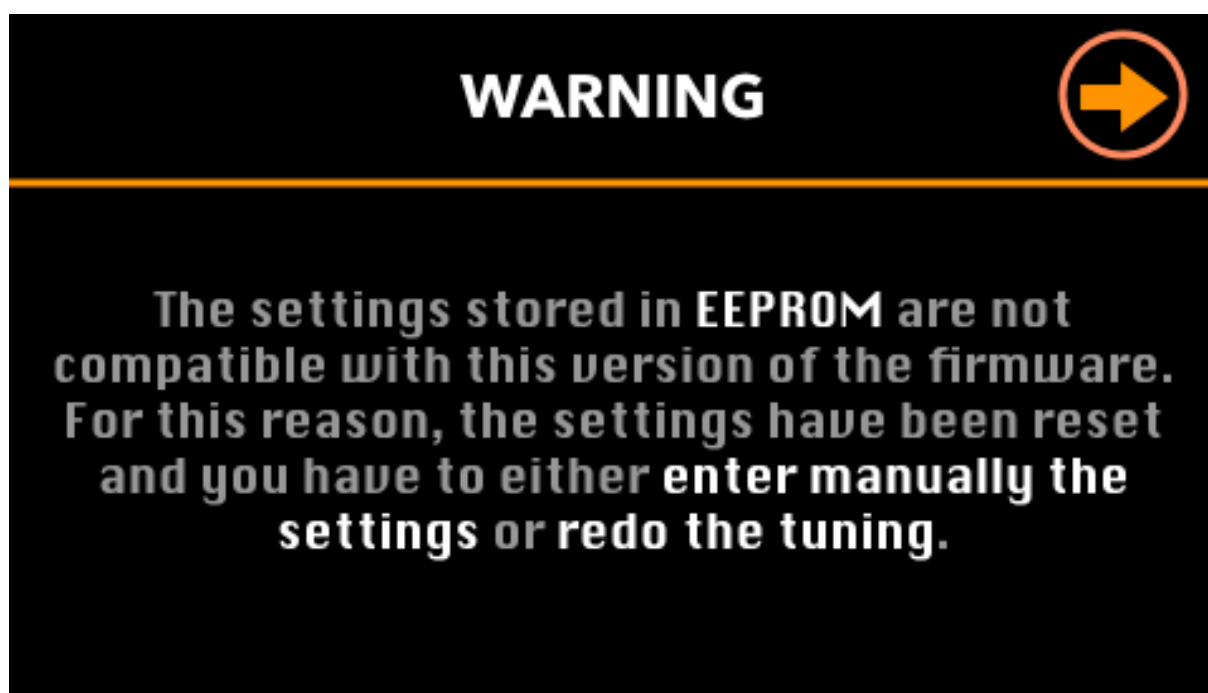 WARNING
The settings stored in EEPROM are not
compatible with this version of the firmware.
For this reason, the settings have been reset
and you have to either enter manually the
settings or redo the tuning.